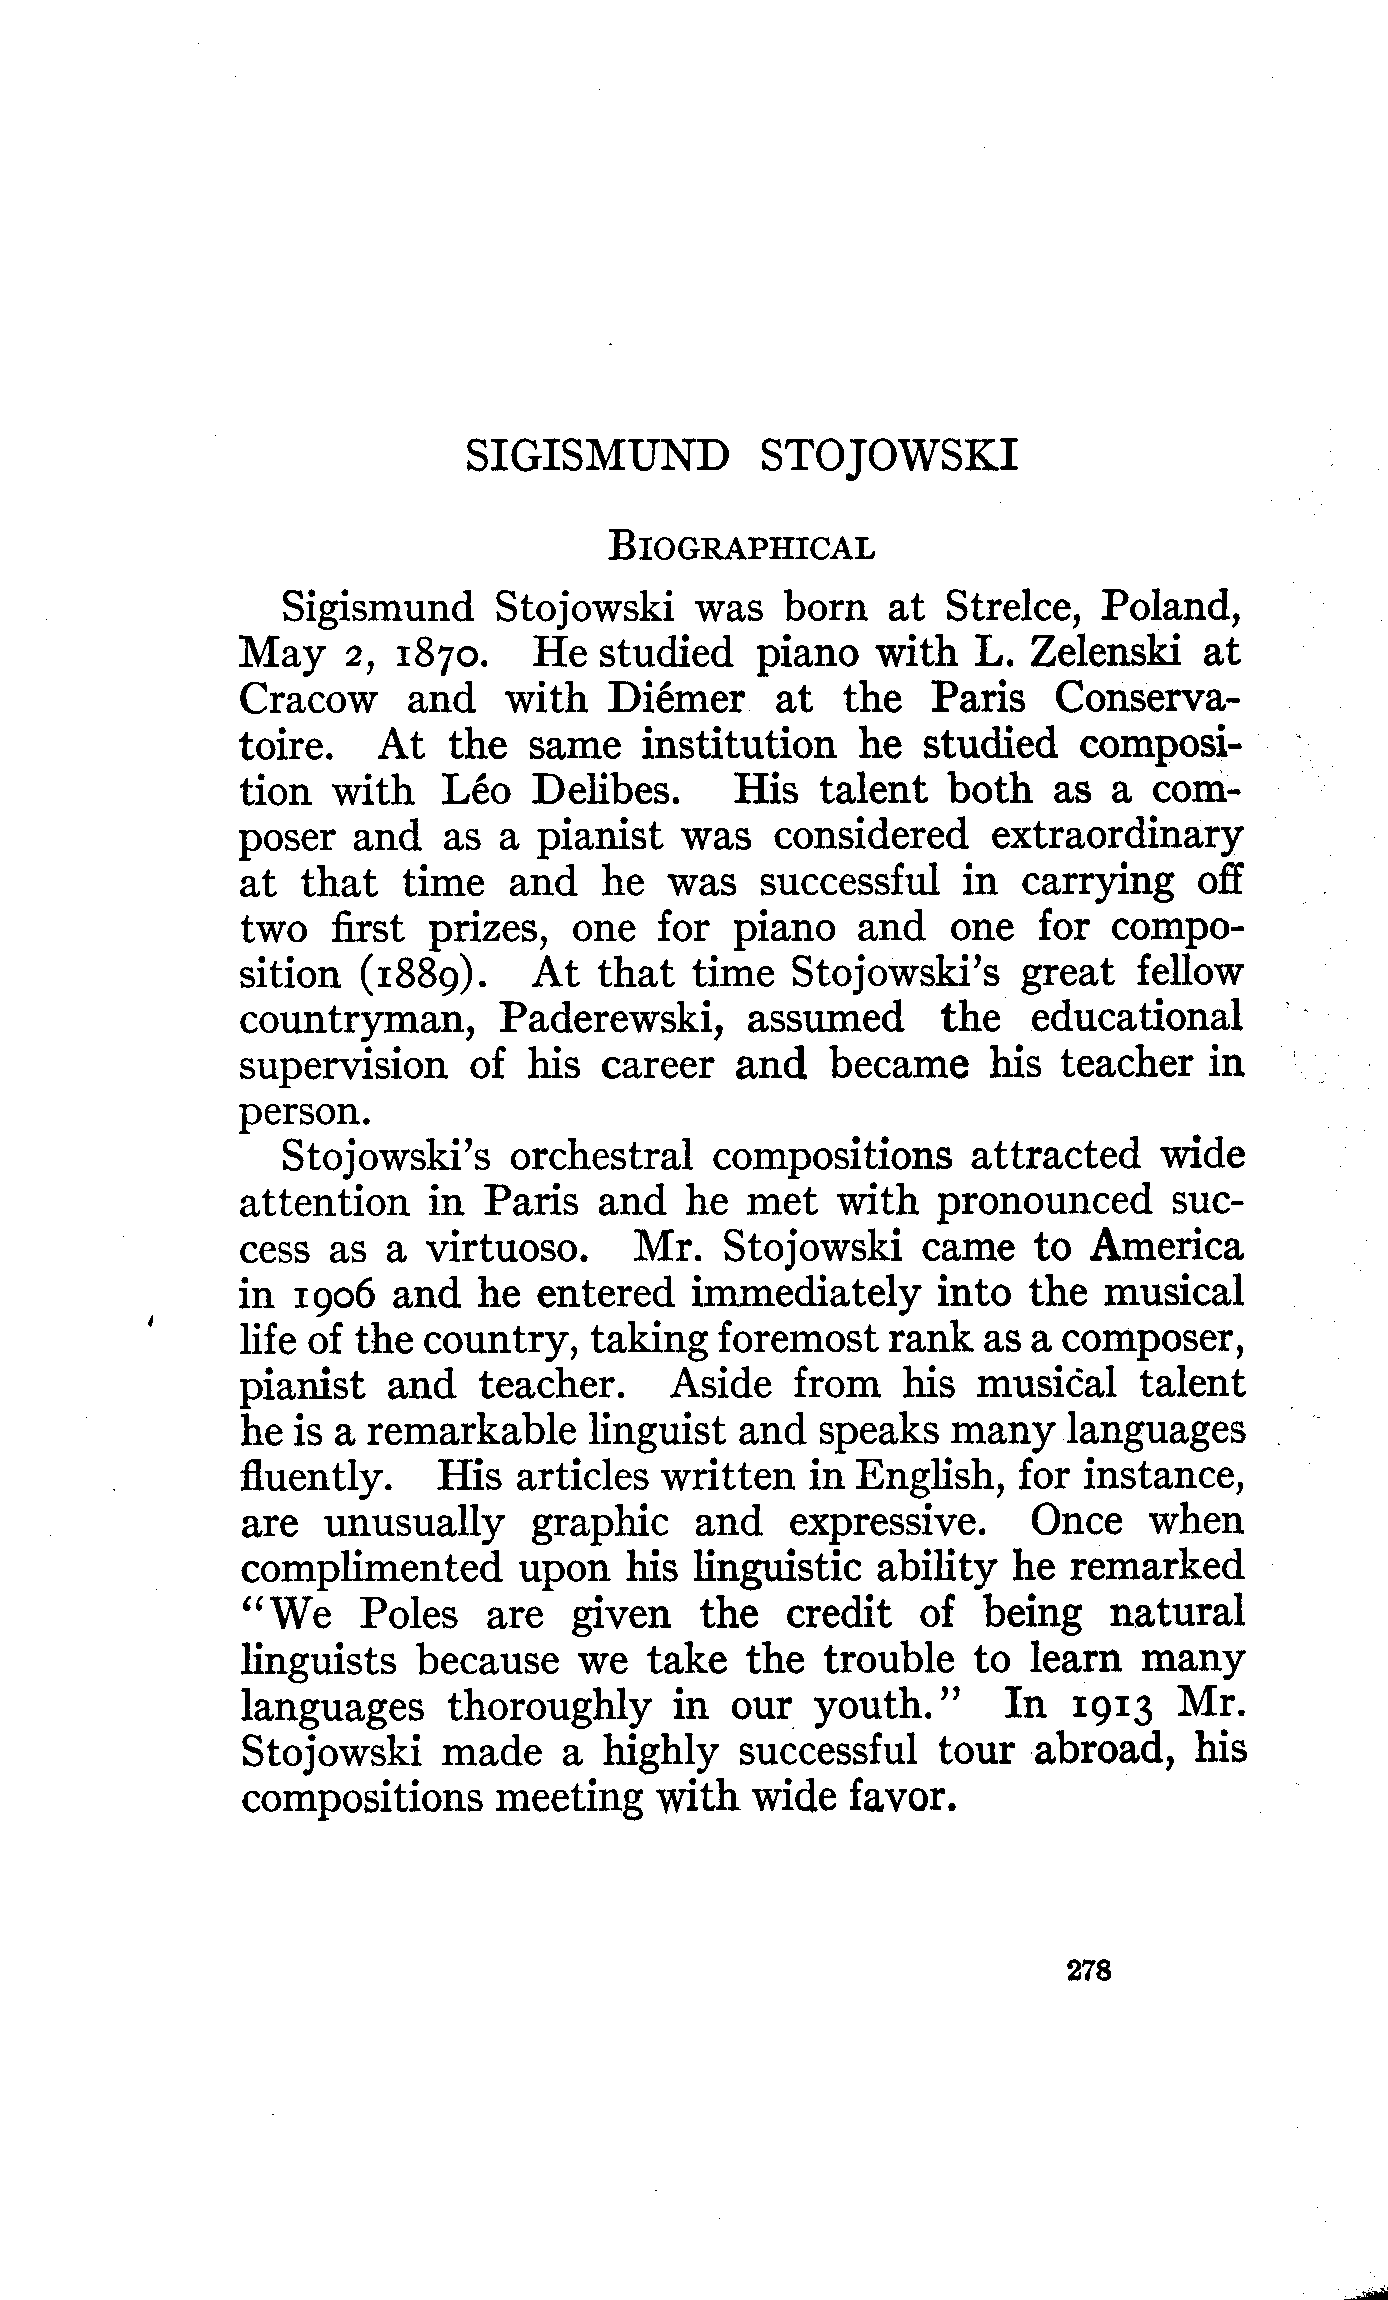 SIGISMUND STOJOWSKI
BIOGRAPHICAL
Sigismund Stojowski was born at Strelce, Poland,
May 2, 1870. He studied piano with L. Zelenski at
Cracow and with Diémer at the Paris Conserva-
toire. At the same institution he studied composi-
tion with Léo Delibes. His talent both as a com-
poser and as a pianist was considered extraordinary
at that time and he was successful in carrying off
two first prizes, one for piano and one for compo-
sition (1889). At that time Stojowski's great fellow
countryman, Paderewski, assumed the educational
supervision of his career and became his teacher in
person.
Stojowski's orchestral compositions attracted wide
attention in Paris and he met with pronounced suc-
cess as a virtuoso. Mr. Stojowski came to America
in 1906 and he entered immediately into the musical
life of the country, taking foremost rank as a composer,
pianist and teacher. Aside from his musical talent
he is a remarkable linguist and speaks many languages
fluently. His articles written in English, for instance,
are unusually graphic and expressive. Once when
complimented upon his linguistic ability he remarked
"We Poles are given the credit of being natural
linguists because we take the trouble to learn many
languages thoroughly in our youth." In 1913 Mr.
Stojowski made a highly successful tour abroad, his
compositions meeting with wide favor.
278